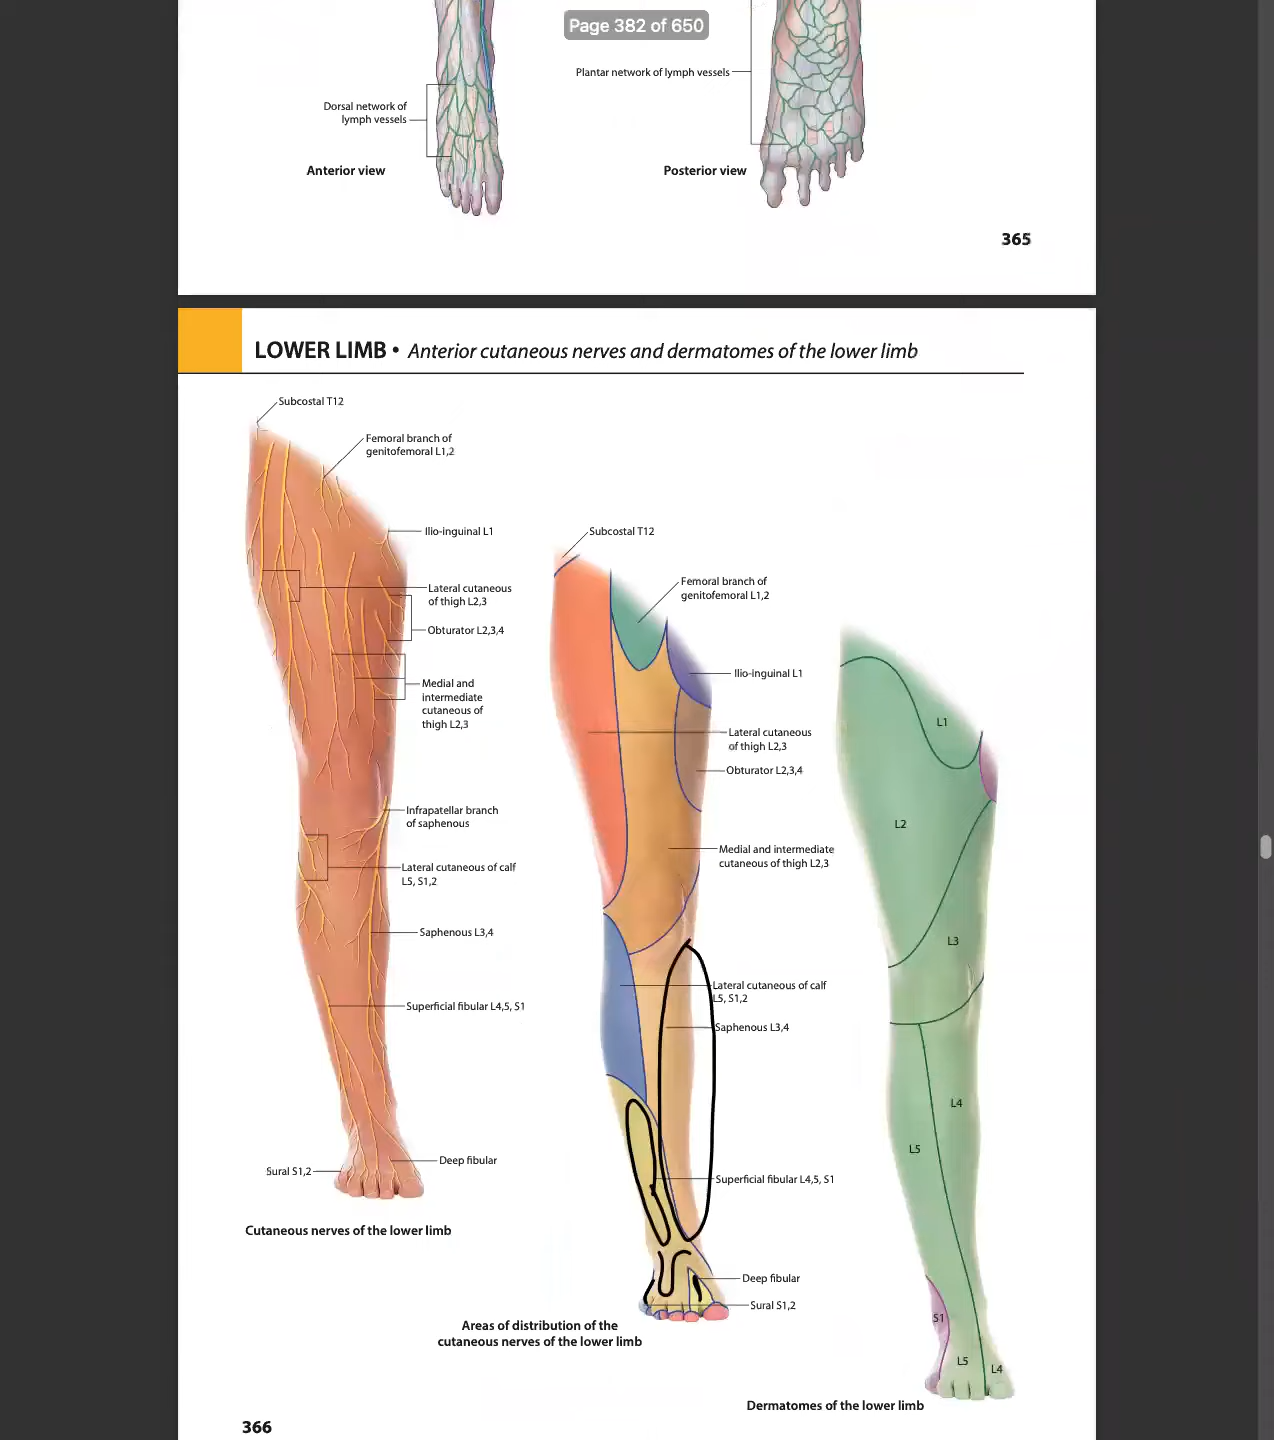 Page 382 of 650
Plantar network of lymph vessels
Dorsal network of
lymph vessels
Anterior view
Posterior view
365
LOWER LIMB • Anterior cutaneous nerves and dermatomes of the lower limb
Subcostal T12
Femoral branch of
genitofemoral L1,2
Ilio-inguinal L1
Lateral cutaneous
of thigh L2,3
Obturator L2,3,4
Medial and
intermediate
cutaneous of
thigh L2,3
Infrapatellar branch
of saphenous
Lateral cutaneous of calf
L5, S1,2
Saphenous L3,4
Superficial fibular L4,5, S1
Deep fibular
Sural S1,2
Cutaneous nerves of the lower limb
Subcostal T12
Femoral branch of
genitofemoral L1,2
Ilio-inguinal L1
Lateral cutaneous
of thigh L2,3
Obturator L2,3,4
Medial and intermediate
cutaneous of thigh L2,3
Lateral cutaneous of calf
L5, S1,2
Saphenous L3,4
Superficial fibular L4,5, S1
Deep fibular
Sural S1,2
Areas of distribution of the
cutaneous nerves of the lower limb
L1
L2
L3
L4
L5
S1
L5
L4
Dermatomes of the lower limb
366